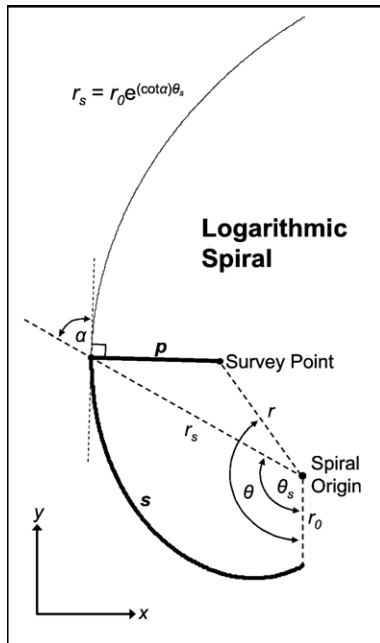 r_s = r_0e^{(cotα)θ_s}
Logarithmic
Spiral
α
p
Survey Point
r
r_s
Spiral
Origin
θ
θ_s
r_0
s
y
x